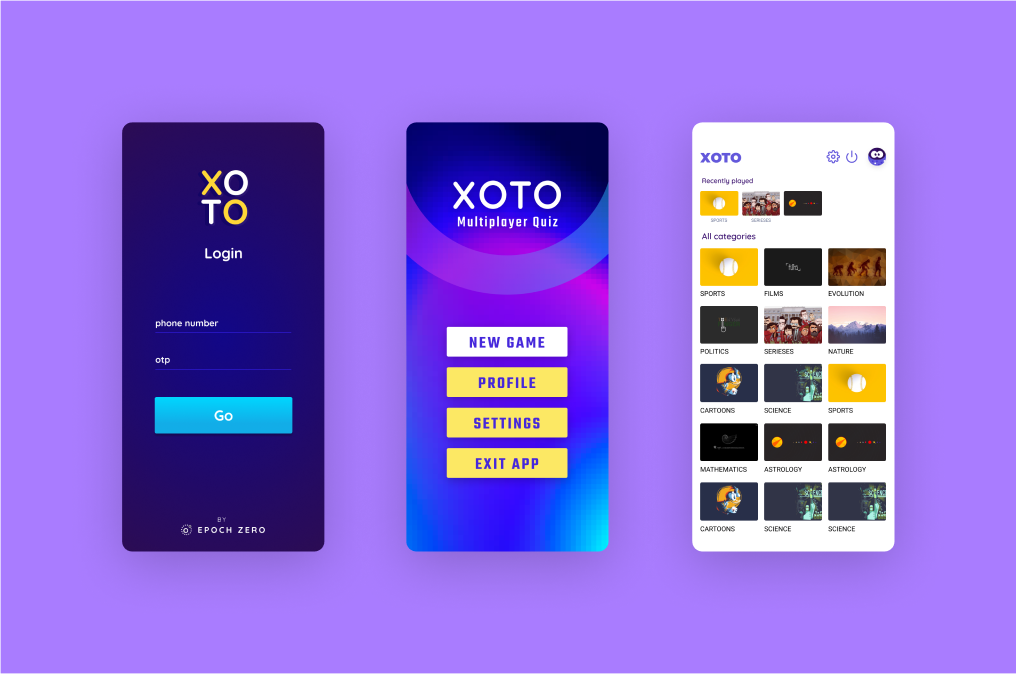 XO
TO
Login
phone number
otp
Go
BY
EPOCH ZERO
XOTO
Multiplayer Quiz
NEW GAME
PROFILE
SETTINGS
EXIT APP
XOTO
Recently played
SPORTS SERIESES
All categories
SPORTS FILMS EVOLUTION
POLITICS SERIESES NATURE
CARTOONS SCIENCE SPORTS
MATHEMATICS ASTROLOGY ASTROLOGY
CARTOONS SCIENCE SCIENCE